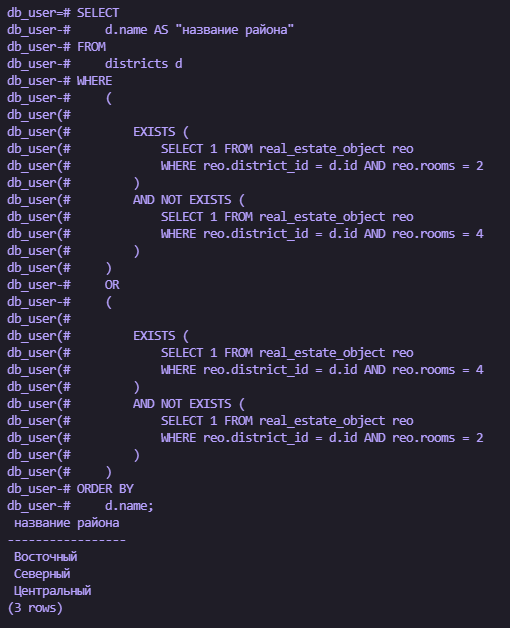 db_user=# SELECT
db_user-#     d.name AS "название района"
db_user-# FROM
db_user-#     districts d
db_user-# WHERE
db_user-#     (
db_user(#
db_user(#         EXISTS (
db_user(#             SELECT 1 FROM real_estate_object reo
db_user(#             WHERE reo.district_id = d.id AND reo.rooms = 2
db_user(#         )
db_user(#         AND NOT EXISTS (
db_user(#             SELECT 1 FROM real_estate_object reo
db_user(#             WHERE reo.district_id = d.id AND reo.rooms = 4
db_user(#         )
db_user(#     )
db_user-#     OR
db_user-#     (
db_user(#
db_user(#         EXISTS (
db_user(#             SELECT 1 FROM real_estate_object reo
db_user(#             WHERE reo.district_id = d.id AND reo.rooms = 4
db_user(#         )
db_user(#         AND NOT EXISTS (
db_user(#             SELECT 1 FROM real_estate_object reo
db_user(#             WHERE reo.district_id = d.id AND reo.rooms = 2
db_user(#         )
db_user(#     )
db_user-# ORDER BY
db_user-#     d.name;
 название района
-----------------
 Восточный
 Северный
 Центральный
(3 rows)